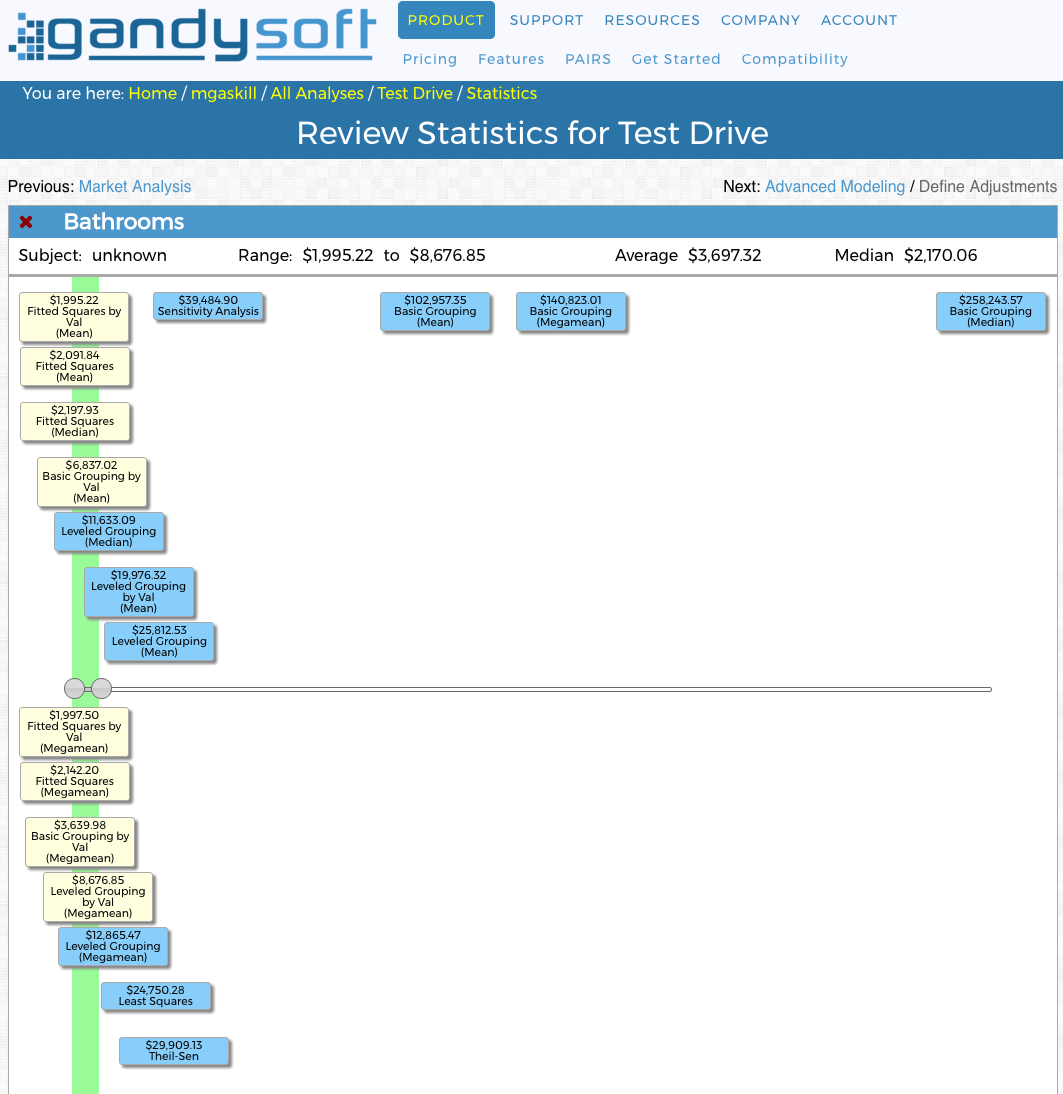 gandysoft
PRODUCT SUPPORT RESOURCES COMPANY ACCOUNT
Pricing Features PAIRS Get Started Compatibility
You are here: Home / mgaskill / All Analyses / Test Drive / Statistics
Review Statistics for Test Drive
Previous: Market Analysis
Next: Advanced Modeling / Define Adjustments
Bathrooms
Subject: unknown Range: $1,995.22 to $8,676.85 Average $3,697.32 Median $2,170.06
$1,995.22
Fitted Squares by
Val
(Mean)
$39,484.90
Sensitivity Analysis
$102,957.35
Basic Grouping
(Mean)
$140,823.01
Basic Grouping
(Megamean)
$258,243.57
Basic Grouping
(Median)
$2,091.84
Fitted Squares
(Mean)
$2,197.93
Fitted Squares
(Median)
$6,837.02
Basic Grouping by
Val
(Mean)
$11,633.09
Leveled Grouping
(Median)
$19,976.32
Leveled Grouping
by Val
(Mean)
$25,812.53
Leveled Grouping
(Mean)
$1,997.50
Fitted Squares by
Val
(Megamean)
$2,142.20
Fitted Squares
(Megamean)
$3,639.98
Basic Grouping by
Val
(Megamean)
$8,676.85
Leveled Grouping
by Val
(Megamean)
$12,865.47
Leveled Grouping
(Megamean)
$24,750.28
Least Squares
$29,909.13
Theil-Sen